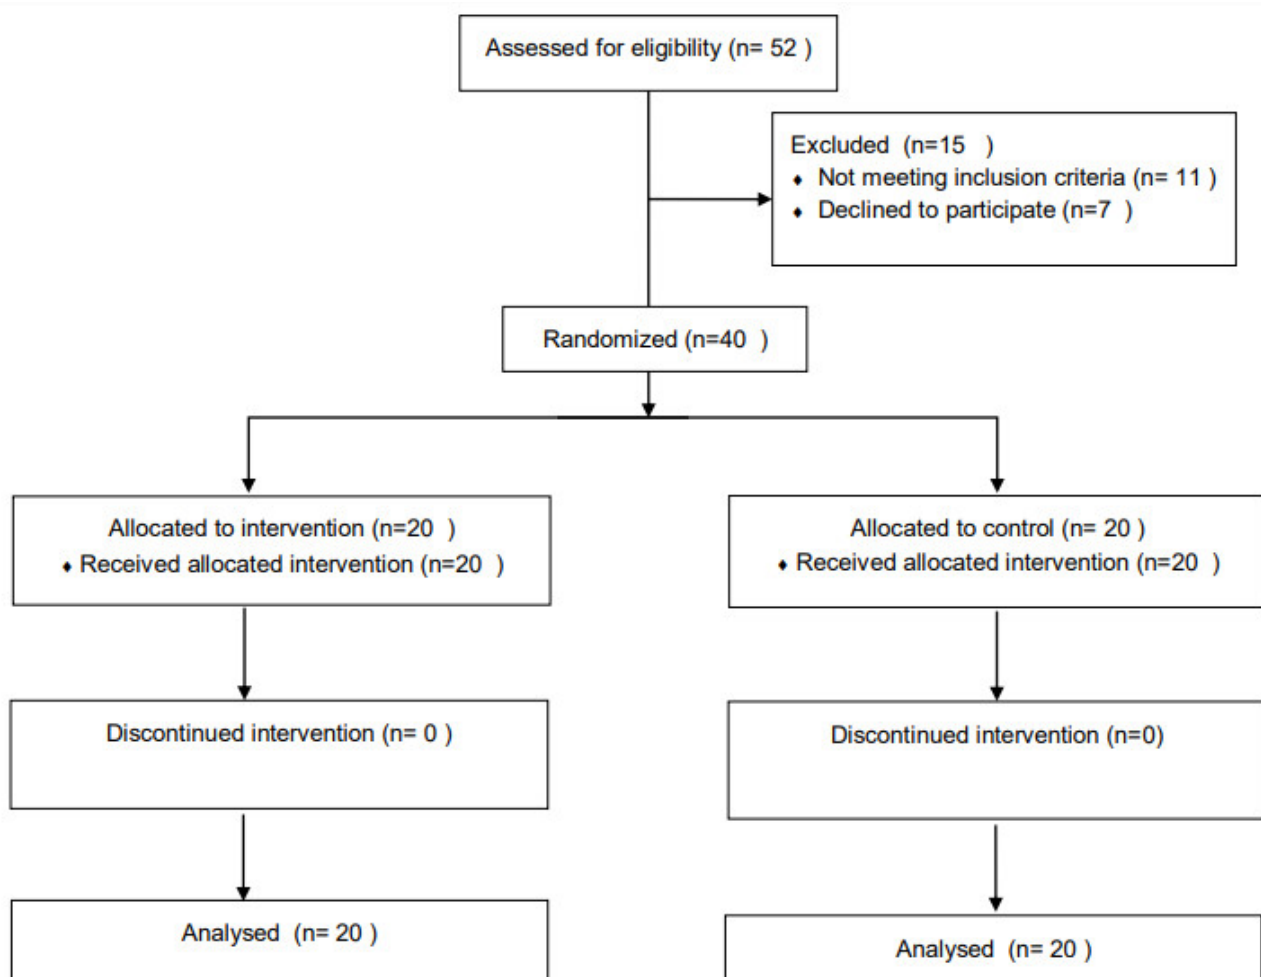 Assessed for eligibility (n= 52 )
Excluded (n=15 )
⬧ Not meeting inclusion criteria (n= 11 )
⬧ Declined to participate (n=7 )
Randomized (n=40 )
Allocated to intervention (n=20 )
⬧ Received allocated intervention (n=20 )
Allocated to control (n= 20 )
⬧ Received allocated intervention (n=20 )
Discontinued intervention (n= 0 )
Discontinued intervention (n=0)
Analysed (n= 20 )
Analysed (n= 20 )